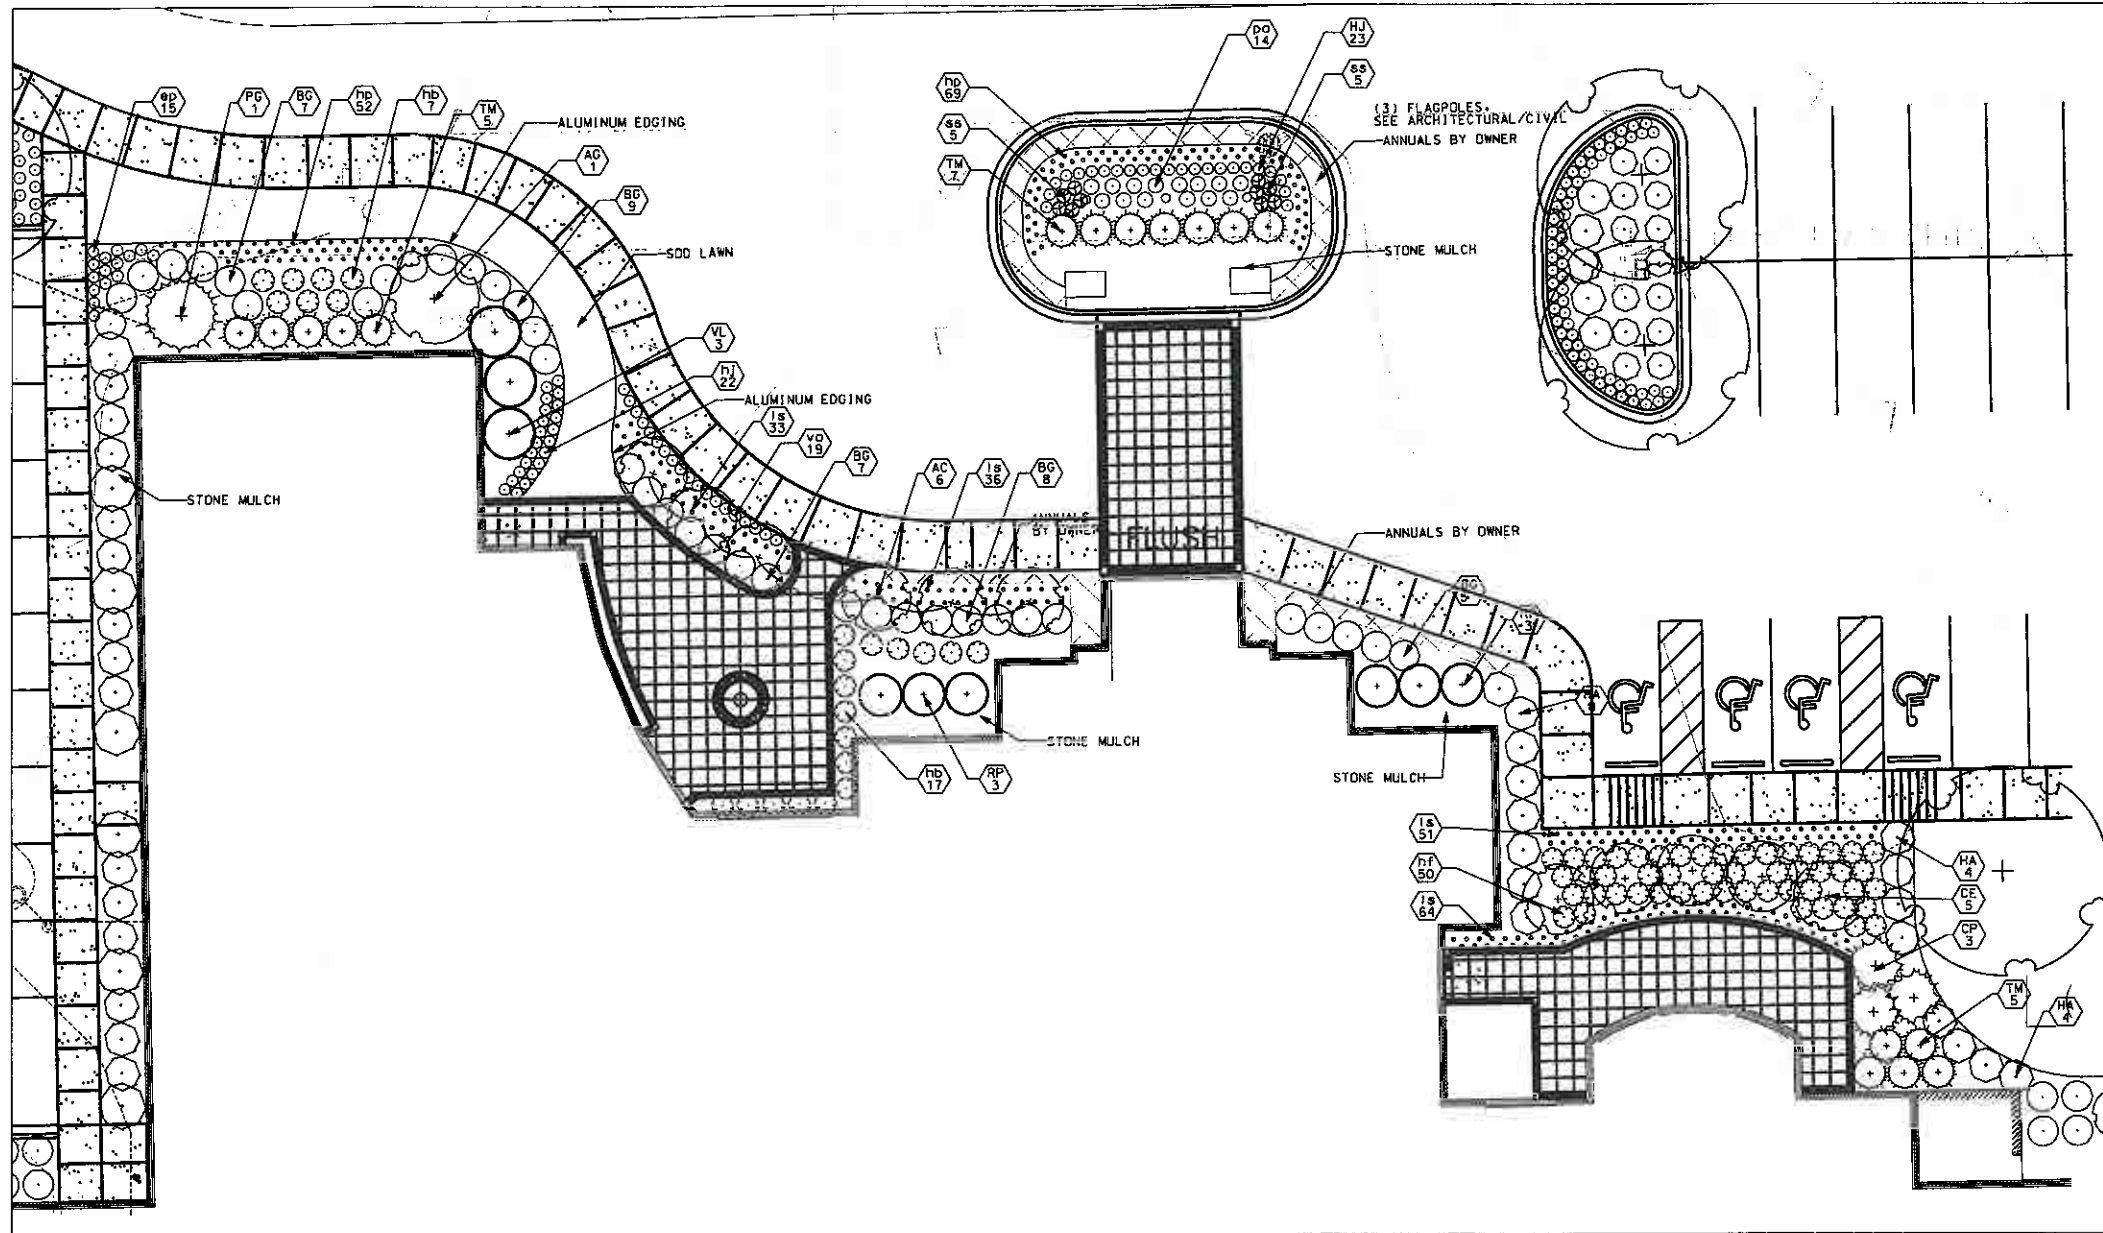 ep
15
PG
1
BG
7
hp
52
hb
7
TM
5
ALUMINUM EDGING
AG
1
BG
9
SOD LAWN
VL
3
hj
22
ALUMINUM EDGING
ls
33
vo
19
BG
7
STONE MULCH
AC
6
ls
36
BG
8
ANNUALS
BY OWNER
FLUSH
hb
17
RP
3
STONE MULCH
hp
69
ss
5
TM
7
14
HJ
23
ss
5
(3) FLAGPOLES.
SEE ARCHITECTURAL/CIVIL
ANNUALS BY OWNER
STONE MULCH
ANNUALS BY OWNER
BG
5
STONE MULCH
ls
51
hf
50
ls
64
HA
4
CE
5
CP
3
TM
5
HA
4